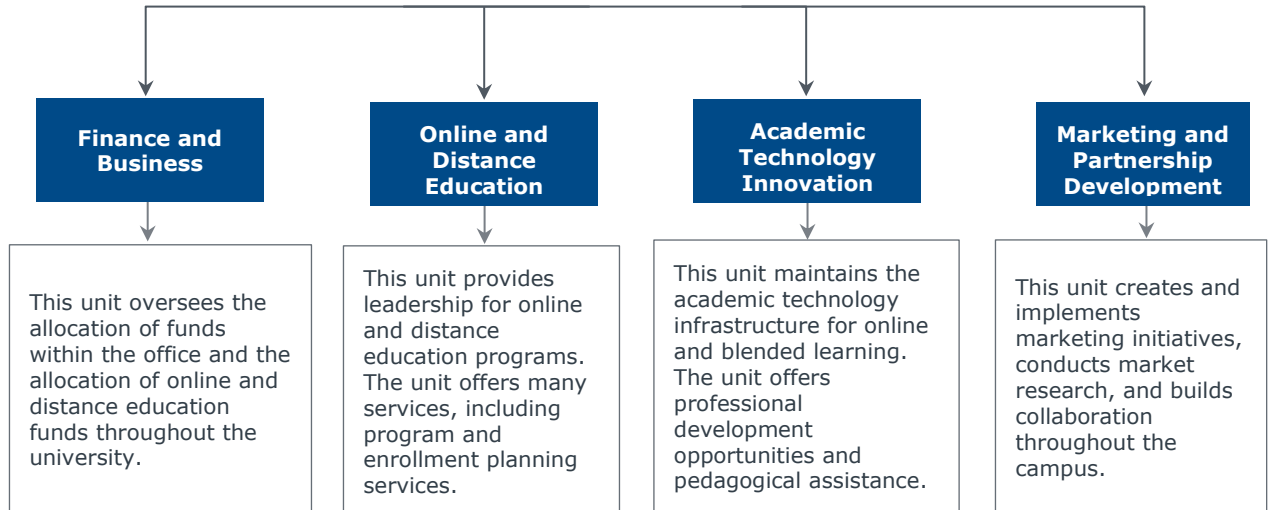 Finance and
Business
Online and
Distance
Education
Academic
Technology
Innovation
Marketing and
Partnership
Development
This unit oversees the
allocation of funds
within the office and the
allocation of online and
distance education
funds throughout the
university.
This unit provides
leadership for online
and distance
education programs.
The unit offers many
services, including
program and
enrollment planning
services.
This unit maintains the
academic technology
infrastructure for online
and blended learning.
The unit offers
professional
development
opportunities and
pedagogical assistance.
This unit creates and
implements
marketing initiatives,
conducts market
research, and builds
collaboration
throughout the
campus.